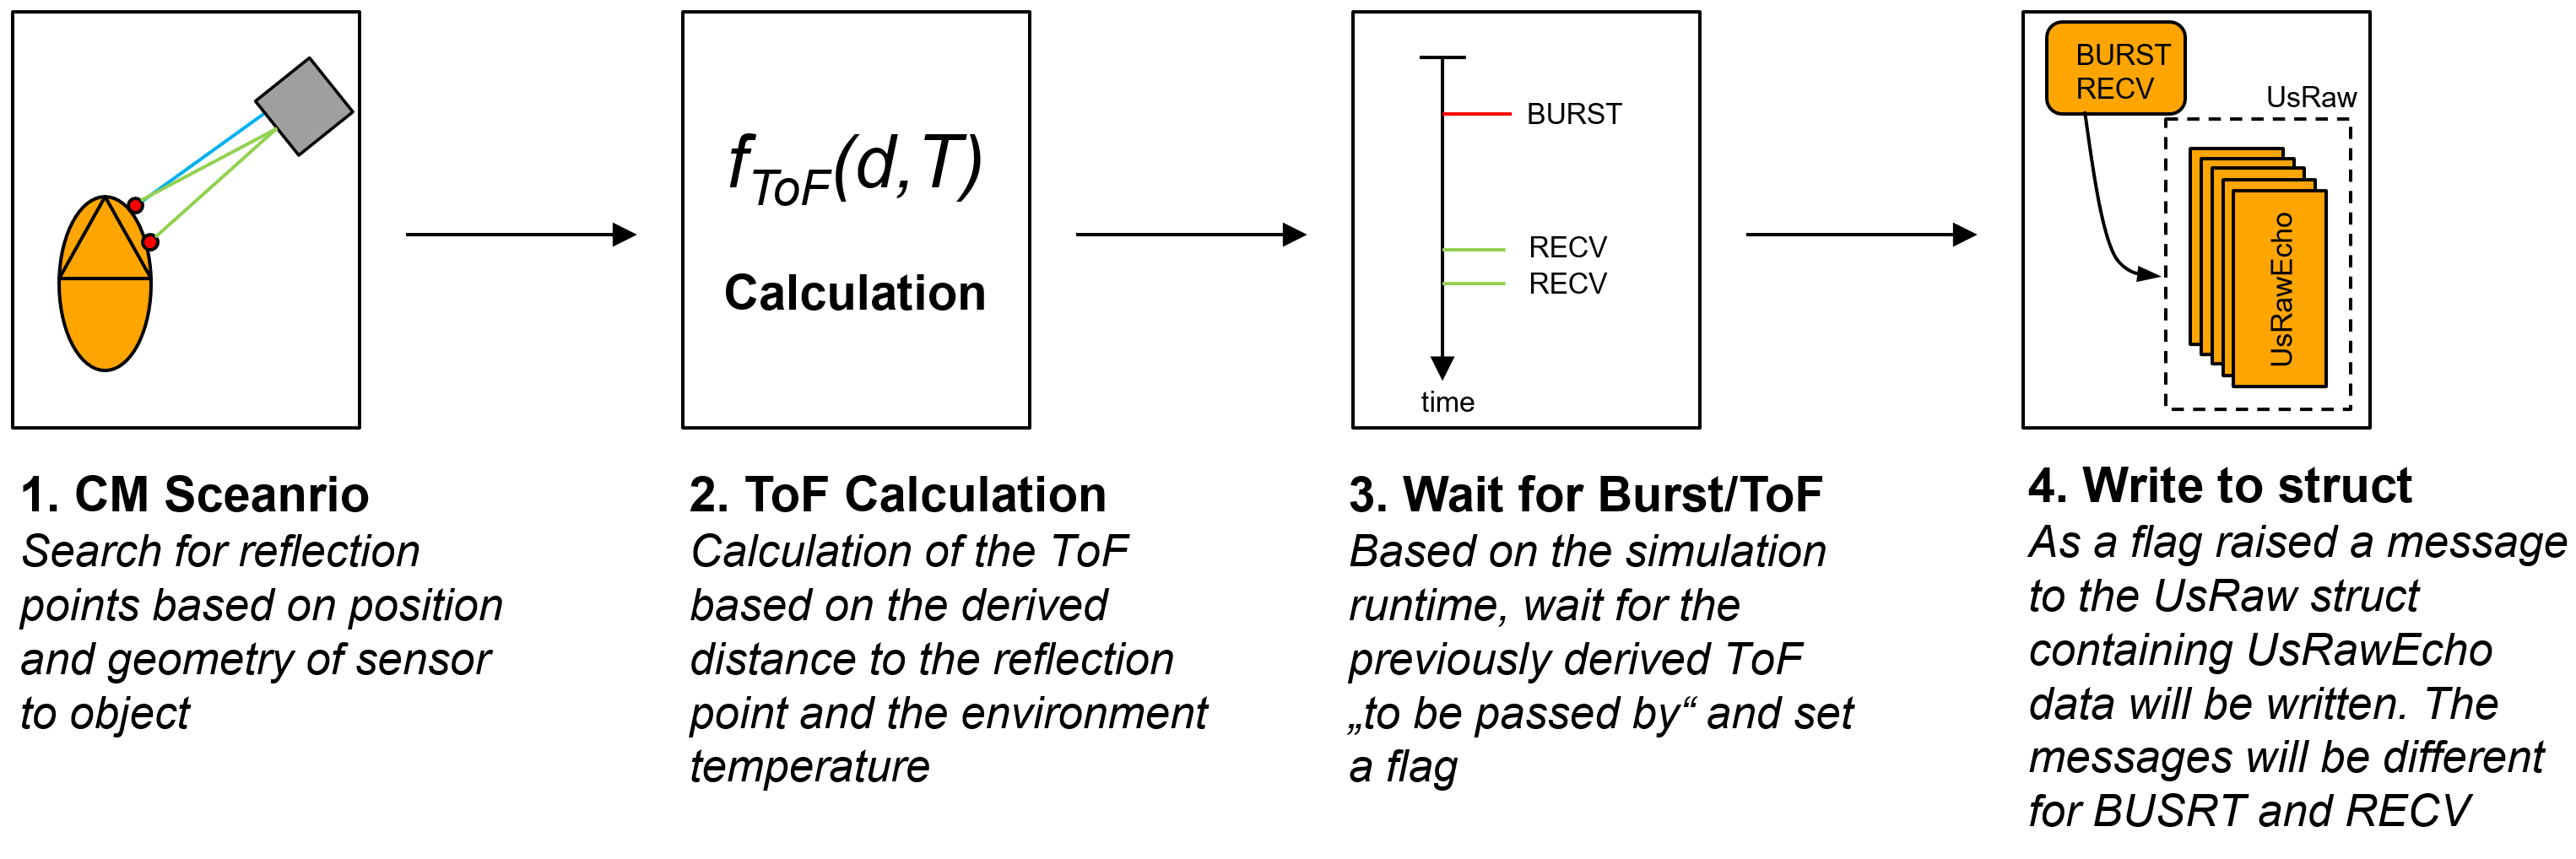 f_ToF(d,T)
Calculation
BURST
RECV
RECV
time
BURST
RECV
UsRaw
UsRawEcho
1. CM Sceanrio
Search for reflection
points based on position
and geometry of sensor
to object
2. ToF Calculation
Calculation of the ToF
based on the derived
distance to the reflection
point and the environment
temperature
3. Wait for Burst/ToF
Based on the simulation
runtime, wait for the
previously derived ToF
„to be passed by“ and set
a flag
4. Write to struct
As a flag raised a message
to the UsRaw struct
containing UsRawEcho
data will be written. The
messages will be different
for BUSRT and RECV